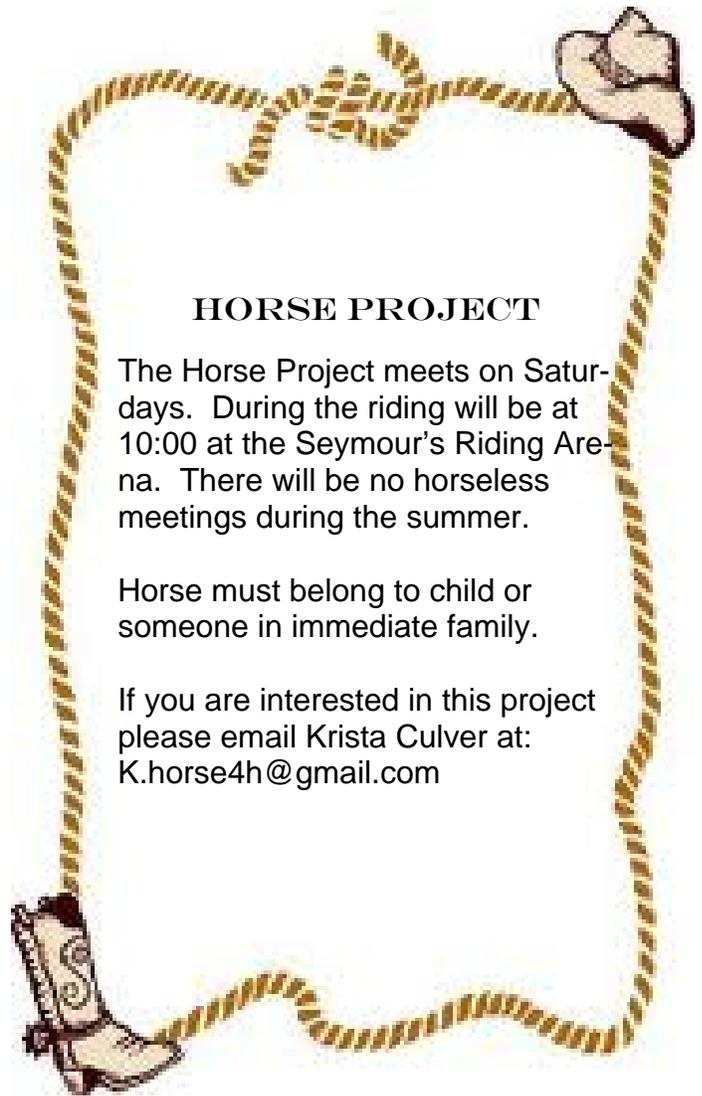 HORSE PROJECT
The Horse Project meets on Satur-
days.  During the riding will be at
10:00 at the Seymour’s Riding Are-
na.  There will be no horseless
meetings during the summer.
Horse must belong to child or
someone in immediate family.
If you are interested in this project
please email Krista Culver at:
K.horse4h@gmail.com